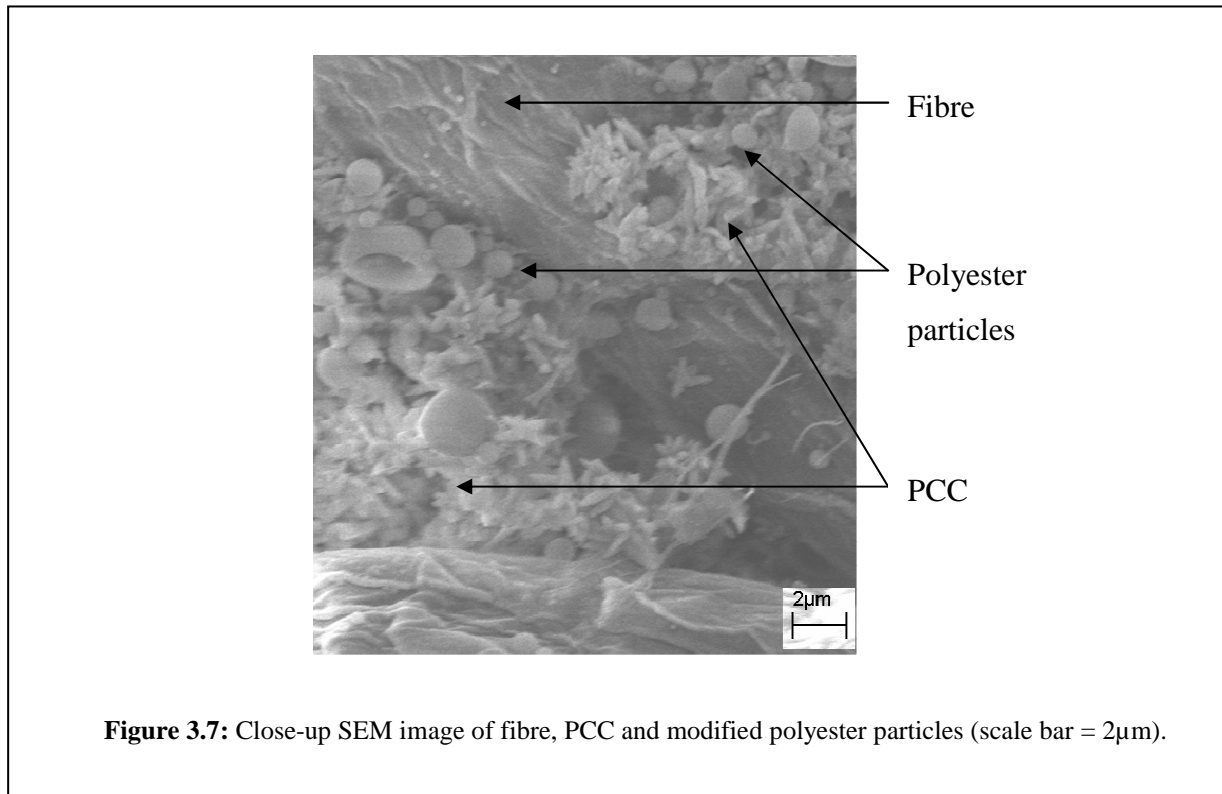 Fibre
Polyester
particles
PCC
2µm
Figure 3.7: Close-up SEM image of fibre, PCC and modified polyester particles (scale bar = 2µm).